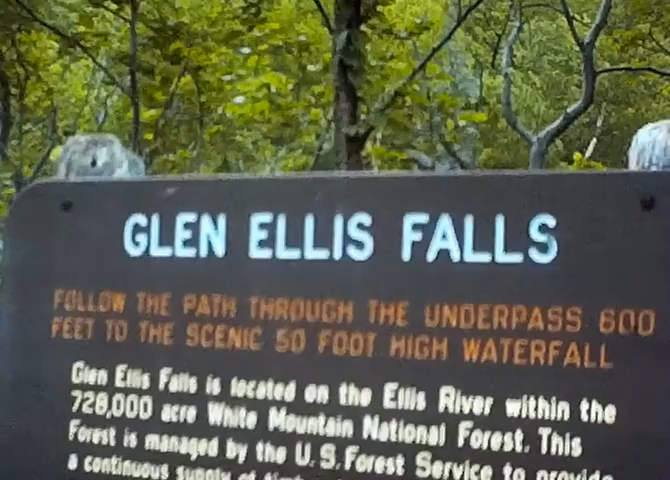 GLEN ELLIS FALLS
FOLLOW THE PATH THROUGH THE UNDERPASS 600
FEET TO THE SCENIC 50 FOOT HIGH WATERFALL
Glen Ellis Falls is located on the Ellis River within the
728,000 acre White Mountain National Forest. This
Forest is managed by the U.S. Forest Service to provide
a continuous supply of